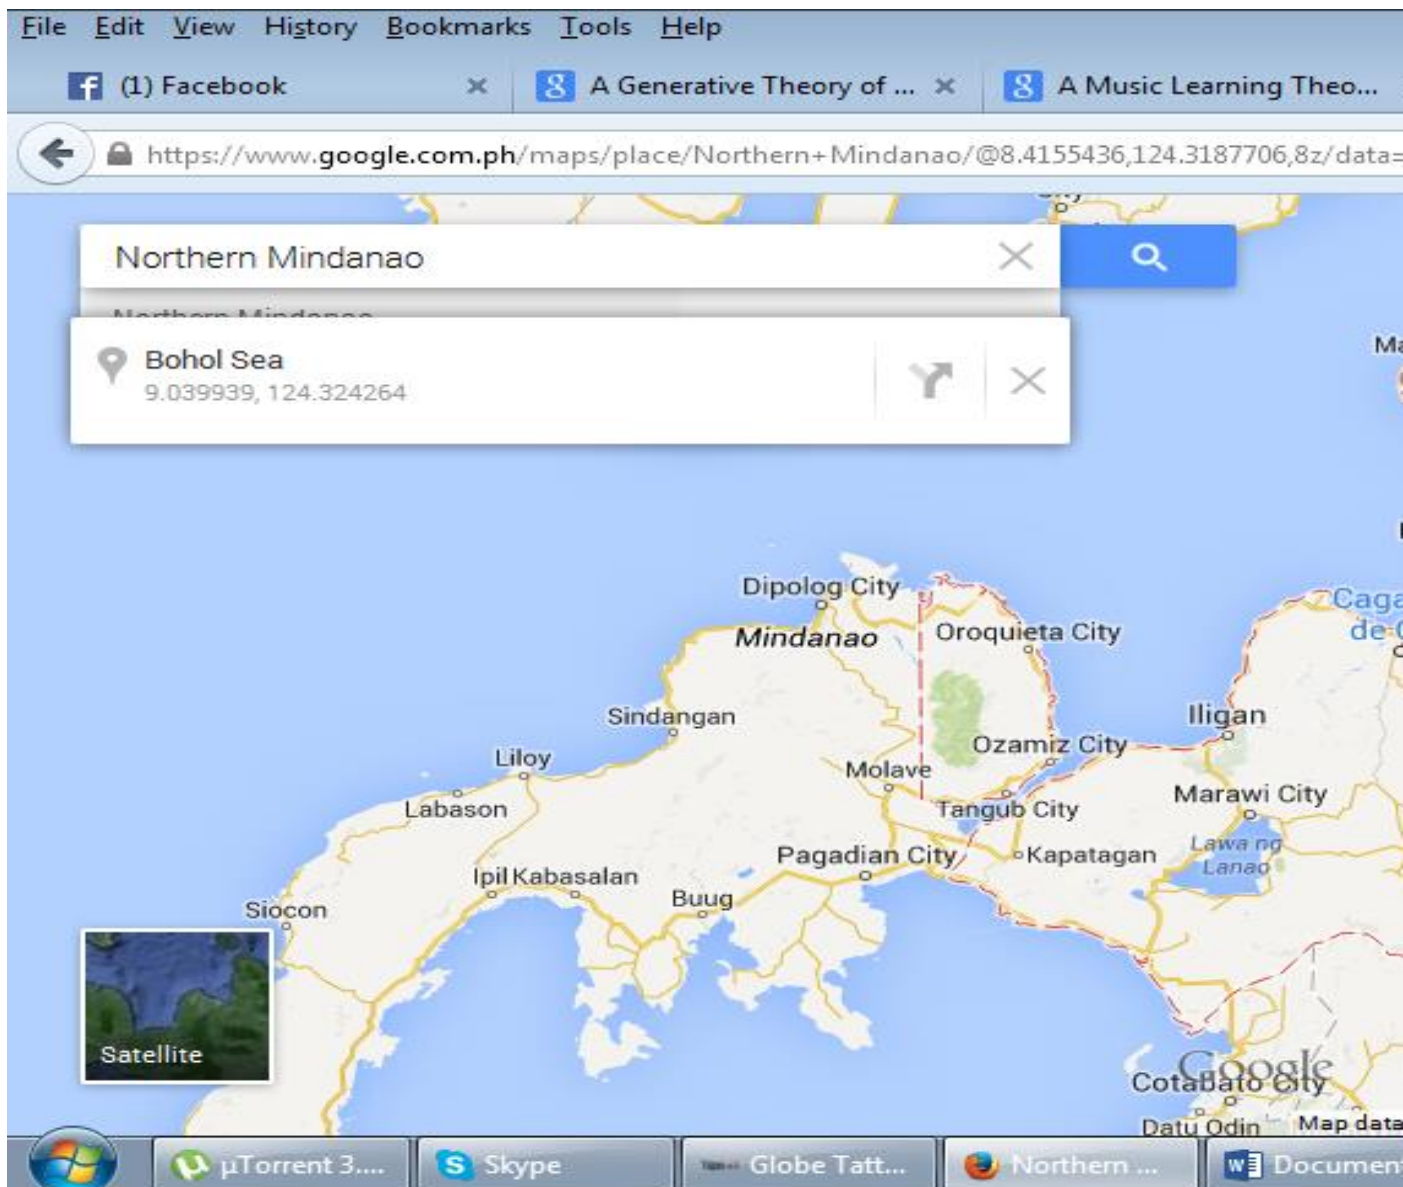 File Edit View History Bookmarks Tools Help
(1) Facebook
A Generative Theory of ...
A Music Learning Theo...
https://www.google.com.ph/maps/place/Northern+Mindanao/@8.4155436,124.3187706,8z/data=
Northern Mindanao
Northern Mindanao
Bohol Sea
9.039939, 124.324264
Dipolog City
Mindanao
Oroquieta City
Sindangan
Iligan
Liloy
Ozamiz City
Molave
Labason
Tangub City
Marawi City
Pagadian City
Kapatagan
Lawa ng
Lanao
Ipil
Kabasalan
Buug
Siocon
Satellite
Google
Cotabato City
Datu Odin
Map data
µTorrent 3....
Skype
Globe Tatt...
Northern ...
Document